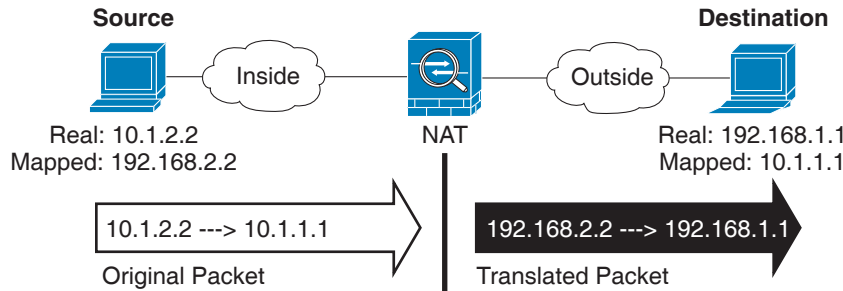 Source
Destination
Inside
Outside
Real: 10.1.2.2
Mapped: 192.168.2.2
NAT
Real: 192.168.1.1
Mapped: 10.1.1.1
10.1.2.2 ---> 10.1.1.1
192.168.2.2 ---> 192.168.1.1
Original Packet
Translated Packet